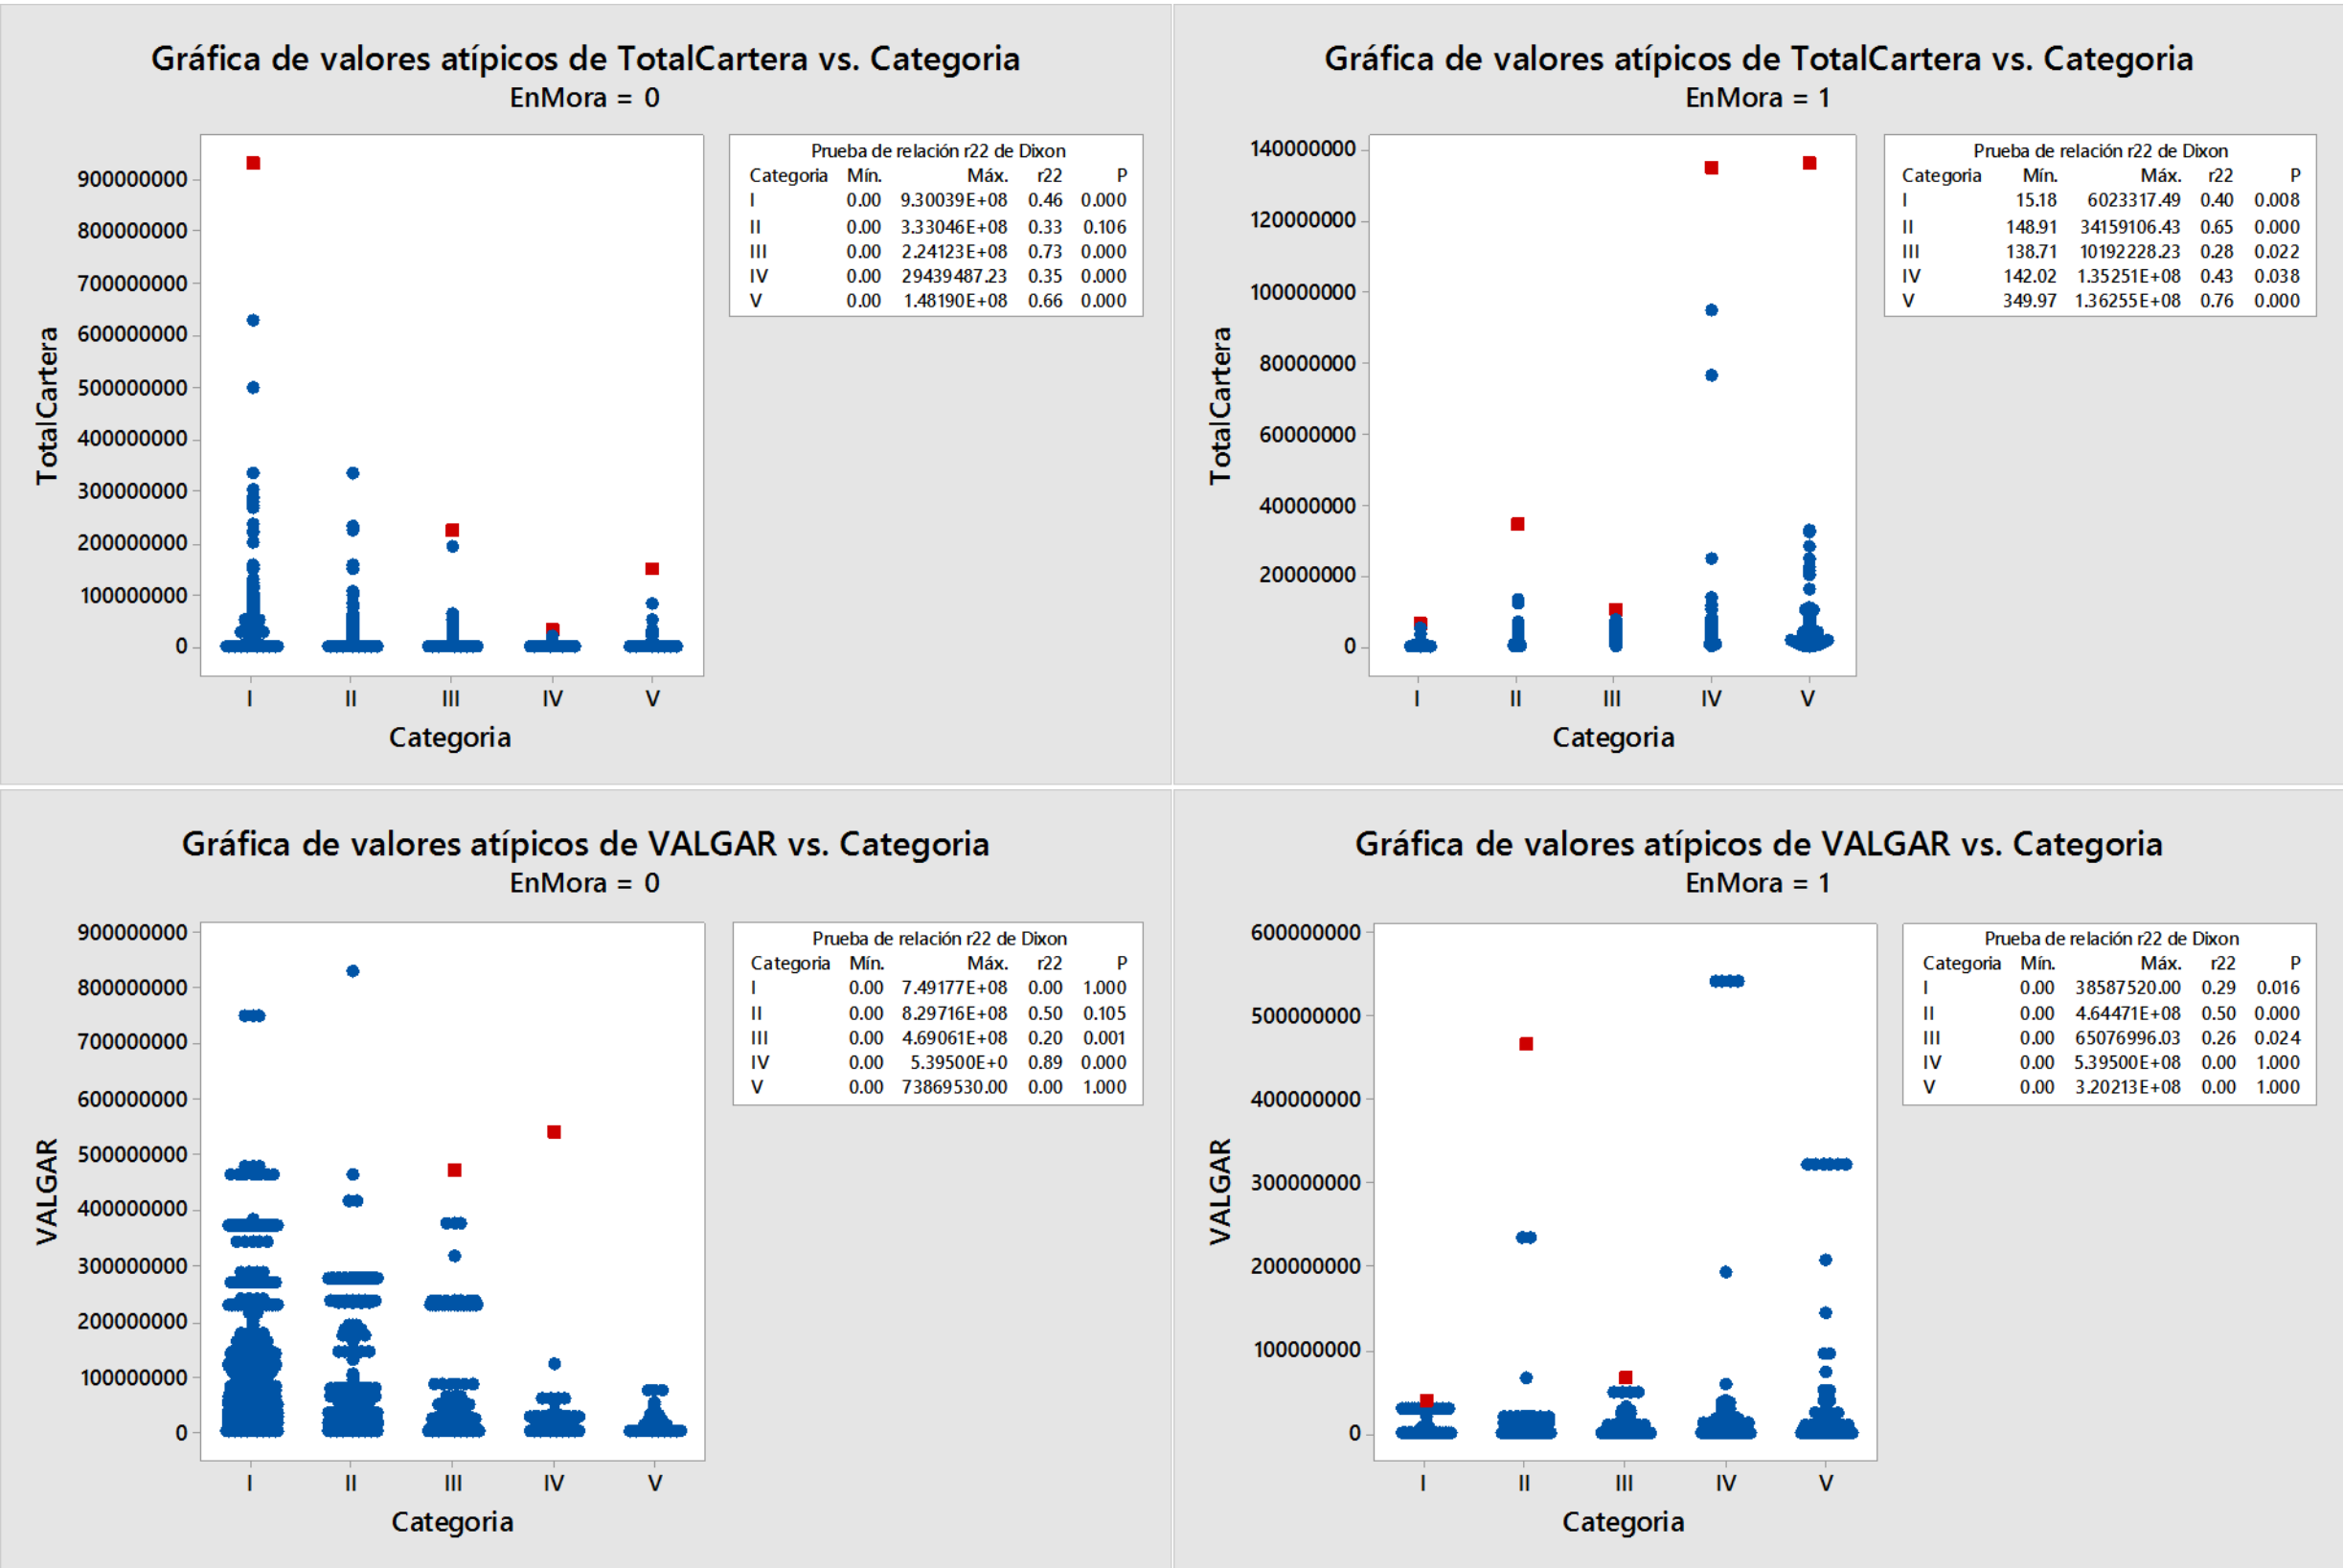 Gráfica de valores atípicos de TotalCartera vs. Categoria
EnMora = 0
Prueba de relación r22 de Dixon
Categoria Mín. Máx. r22 P
I 0.00 9.30039E+08 0.46 0.000
II 0.00 3.33046E+08 0.33 0.106
III 0.00 2.24123E+08 0.73 0.000
IV 0.00 29439487.23 0.35 0.000
V 0.00 1.48190E+08 0.66 0.000
TotalCartera
900000000
800000000
700000000
600000000
500000000
400000000
300000000
200000000
100000000
0
I II III IV V
Categoria
Gráfica de valores atípicos de TotalCartera vs. Categoria
EnMora = 1
Prueba de relación r22 de Dixon
Categoria Mín. Máx. r22 P
I 15.18 6023317.49 0.40 0.008
II 148.91 34159106.43 0.65 0.000
III 138.71 10192228.23 0.28 0.022
IV 142.02 1.35251E+08 0.43 0.038
V 349.97 1.36255E+08 0.76 0.000
TotalCartera
140000000
120000000
100000000
80000000
60000000
40000000
20000000
0
I II III IV V
Categoria
Gráfica de valores atípicos de VALGAR vs. Categoria
EnMora = 0
Prueba de relación r22 de Dixon
Categoria Mín. Máx. r22 P
I 0.00 7.49177E+08 0.00 1.000
II 0.00 8.29716E+08 0.50 0.105
III 0.00 4.69061E+08 0.20 0.001
IV 0.00 5.39500E+0 0.89 0.000
V 0.00 73869530.00 0.00 1.000
VALGAR
900000000
800000000
700000000
600000000
500000000
400000000
300000000
200000000
100000000
0
I II III IV V
Categoria
Gráfica de valores atípicos de VALGAR vs. Categoria
EnMora = 1
Prueba de relación r22 de Dixon
Categoria Mín. Máx. r22 P
I 0.00 38587520.00 0.29 0.016
II 0.00 4.64471E+08 0.50 0.000
III 0.00 65076996.03 0.26 0.024
IV 0.00 5.39500E+08 0.00 1.000
V 0.00 3.20213E+08 0.00 1.000
VALGAR
600000000
500000000
400000000
300000000
200000000
100000000
0
I II III IV V
Categoria